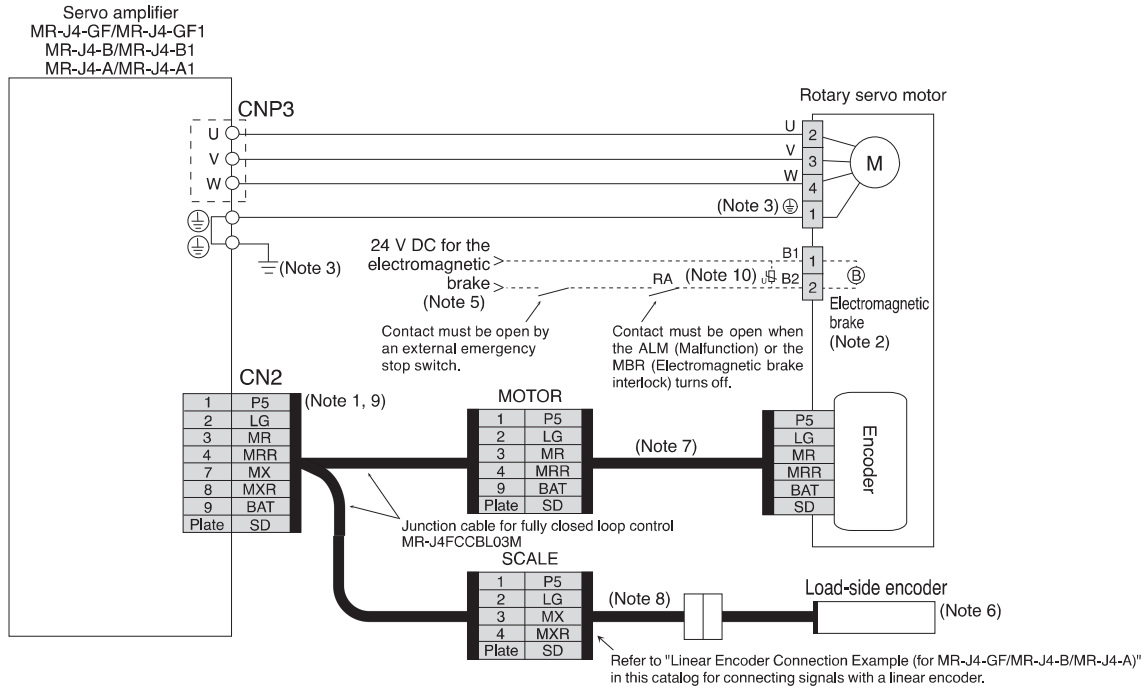 Servo amplifier
MR-J4-GF/MR-J4-GF1
MR-J4-B/MR-J4-B1
MR-J4-A/MR-J4-A1
CNP3
U
V
W
(Note 3)
Rotary servo motor
U 2
V 3
W 4
(Note 3) 1
M
24 V DC for the
electromagnetic
brake
(Note 5)
RA (Note 10)
U
B1 1
B2 2
B
Electromagnetic
brake
(Note 2)
Contact must be open by
an external emergency
stop switch.
Contact must be open when
the ALM (Malfunction) or the
MBR (Electromagnetic brake
interlock) turns off.
CN2
(Note 1, 9)
1 P5
2 LG
3 MR
4 MRR
7 MX
8 MXR
9 BAT
Plate SD
MOTOR
1 P5
2 LG
3 MR
4 MRR
9 BAT
Plate SD
(Note 7)
P5
LG
MR
MRR
BAT
SD
Encoder
Junction cable for fully closed loop control
MR-J4FCCBL03M
SCALE
1 P5
2 LG
3 MX
4 MXR
Plate SD
(Note 8)
Load-side encoder
(Note 6)
Refer to "Linear Encoder Connection Example (for MR-J4-GF/MR-J4-B/MR-J4-A)"
in this catalog for connecting signals with a linear encoder.